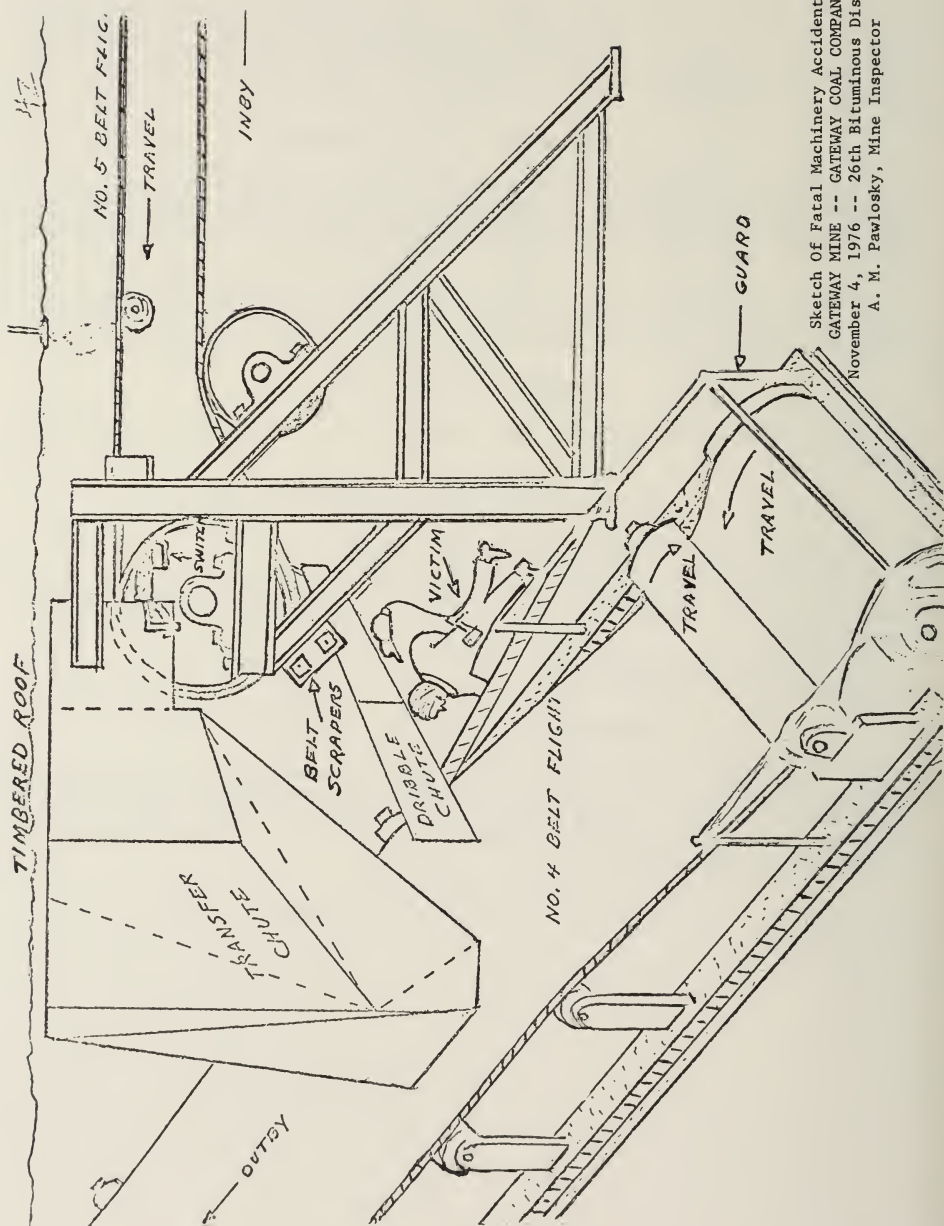 42
TIMBERED ROOF
NO. 5 BELT FLIG.
TRAVEL
INBY
SWITCH
BELT
SCRAPERS
VICTIM
DRIBBLE
CHUTE
TRANSFER
CHUTE
NO. 4 BELT FLIGHT
TRAVEL
TRAVEL
GUARD
OUTBY
Sketch Of Fatal Machinery Accident
GATEWAY MINE -- GATEWAY COAL COMPAN
November 4, 1976 -- 26th Bituminous Dis
A. M. Pawlosky, Mine Inspector